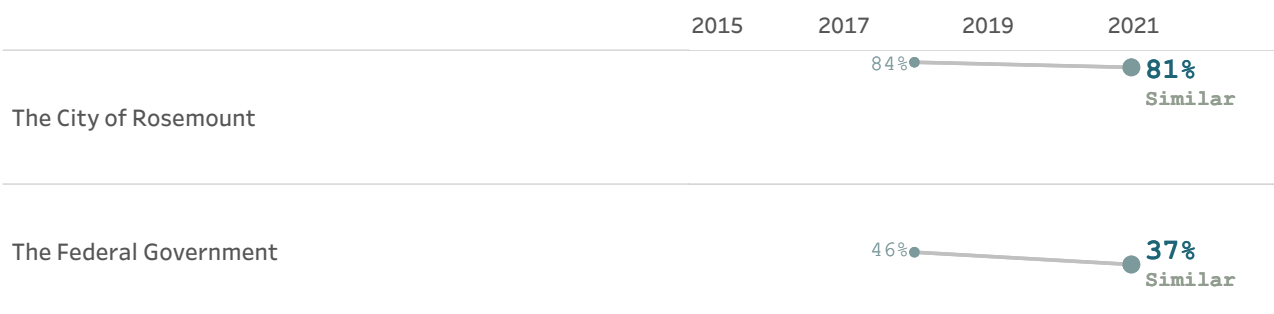 2015 2017 2019 2021
84% 81%
Similar
The City of Rosemount
The Federal Government 46% 37%
Similar